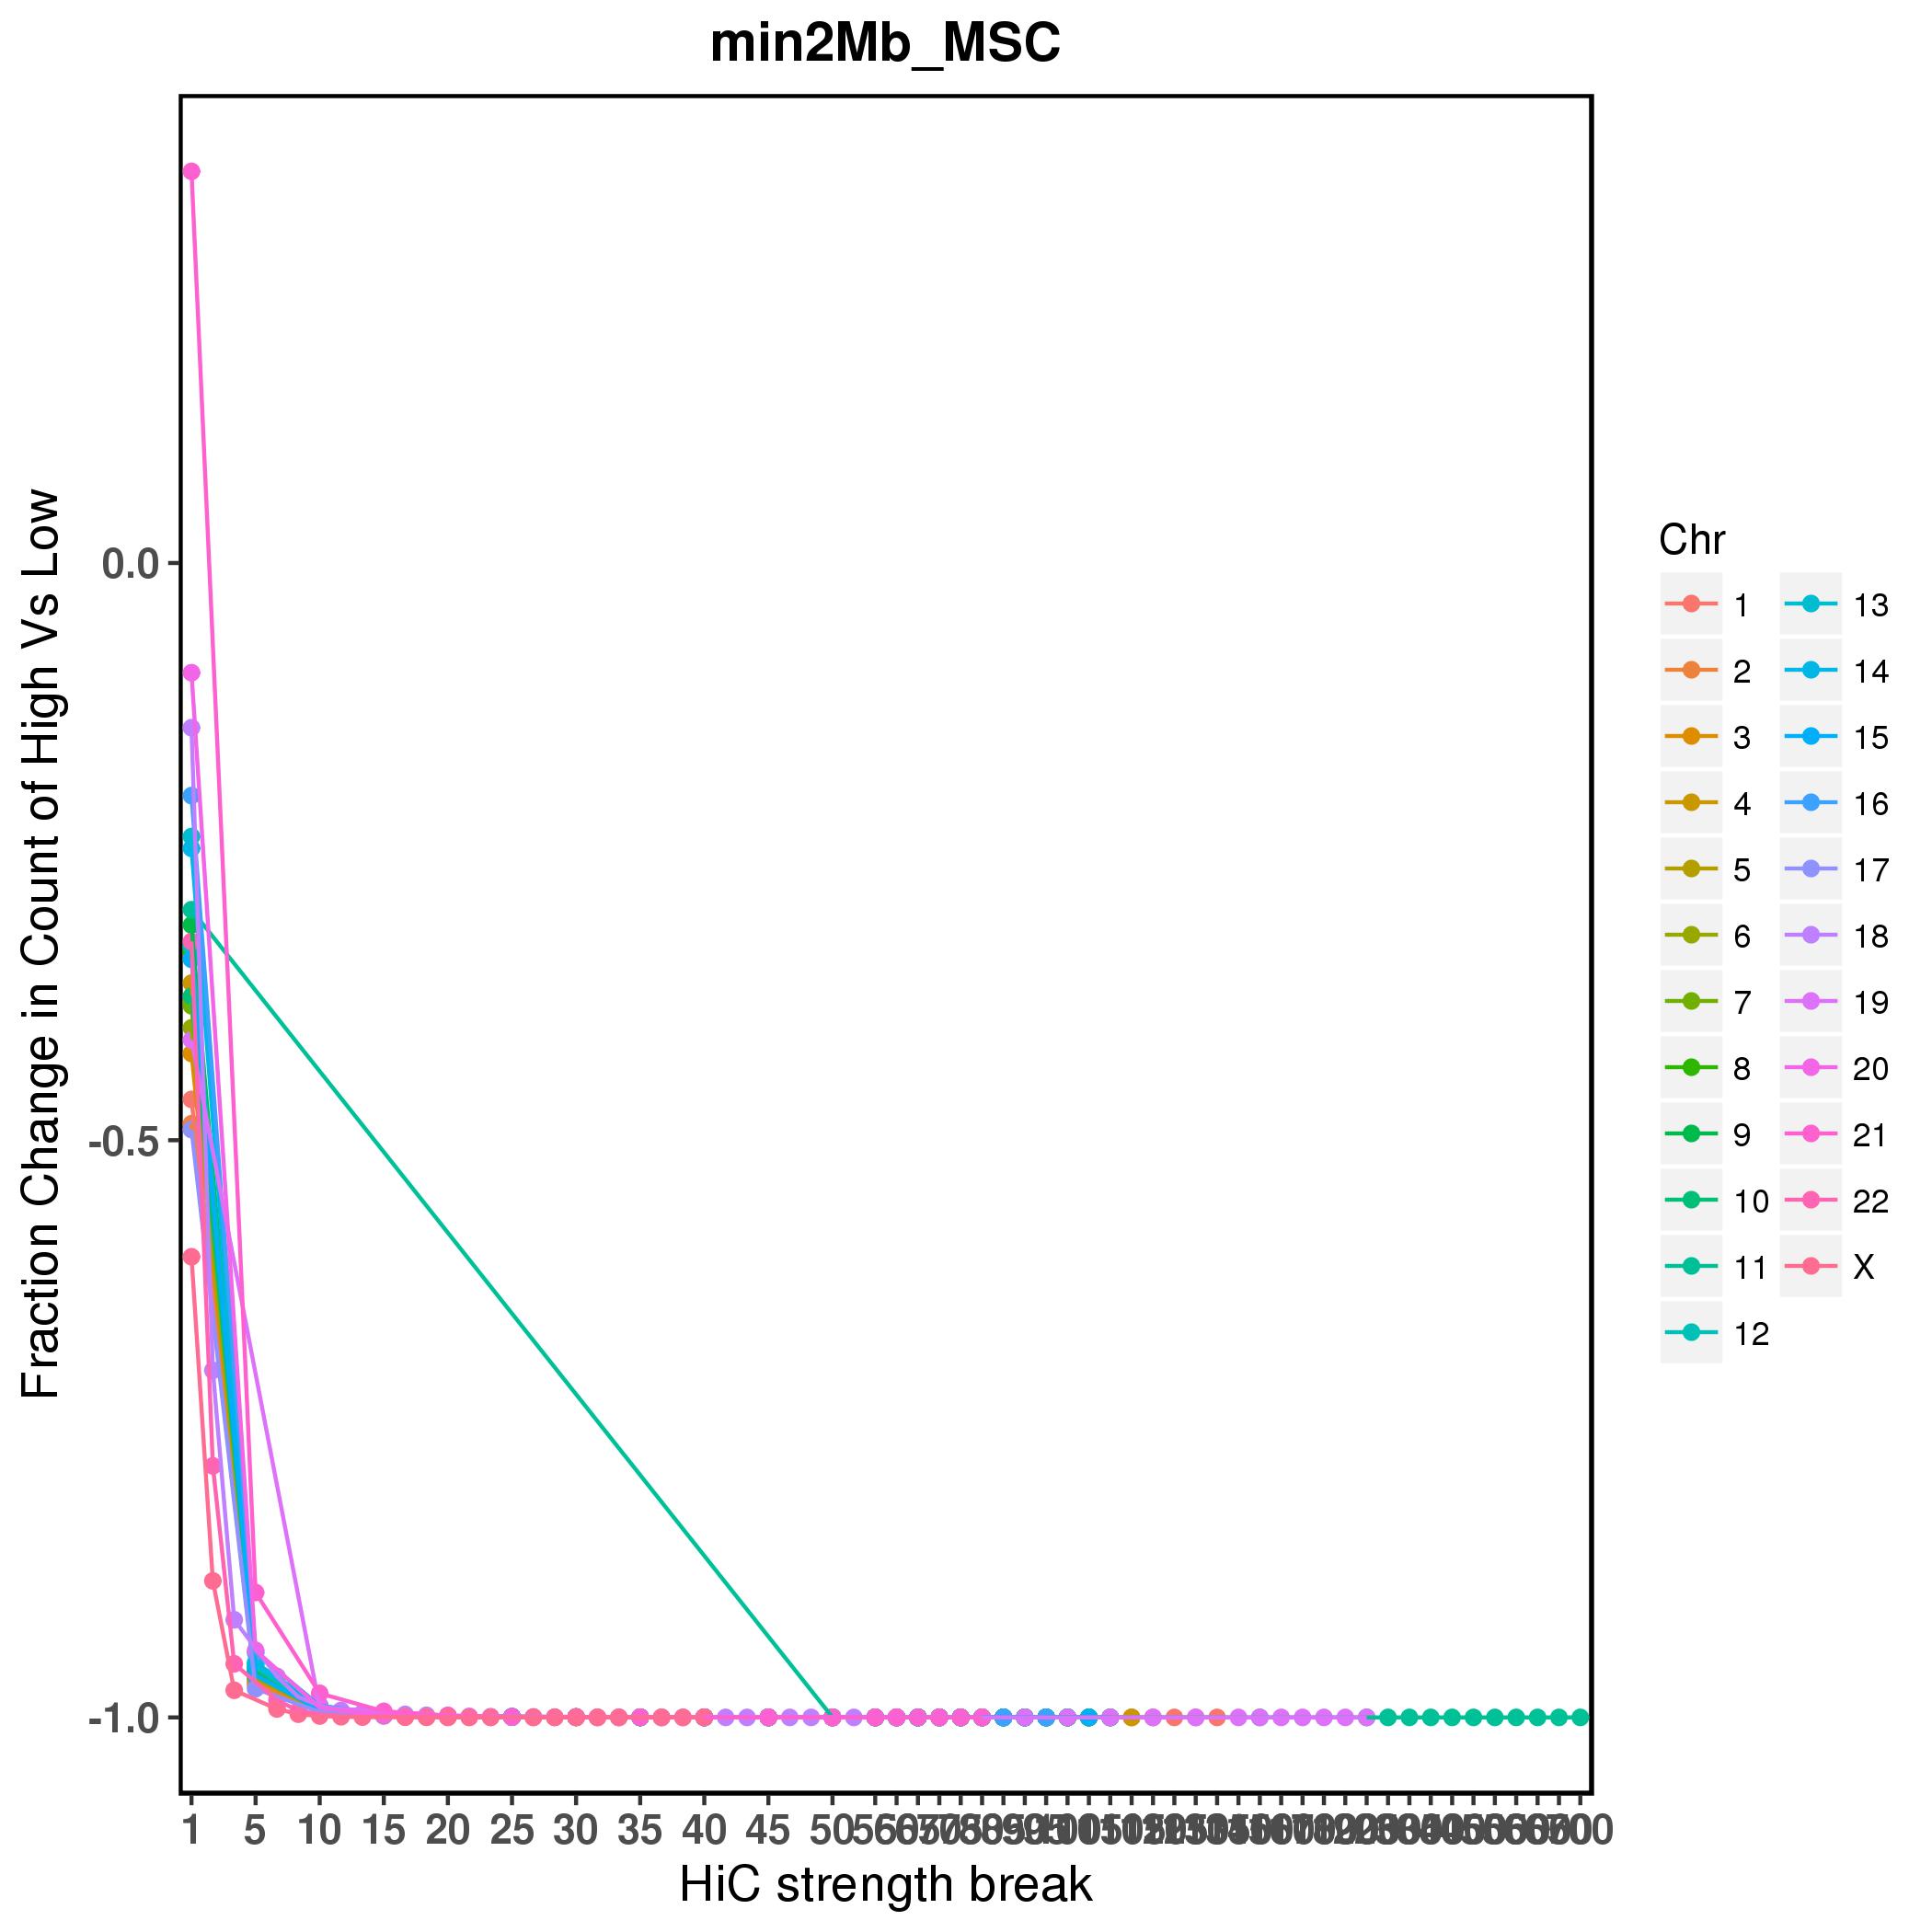 min2Mb_MSC
Fraction Change in Count of High Vs Low
0.0
-0.5
-1.0
1 5 10 15 20 25 30 35 40 45 50
HiC strength break
Chr
1 13
2 14
3 15
4 16
5 17
6 18
7 19
8 20
9 21
10 22
11 X
12